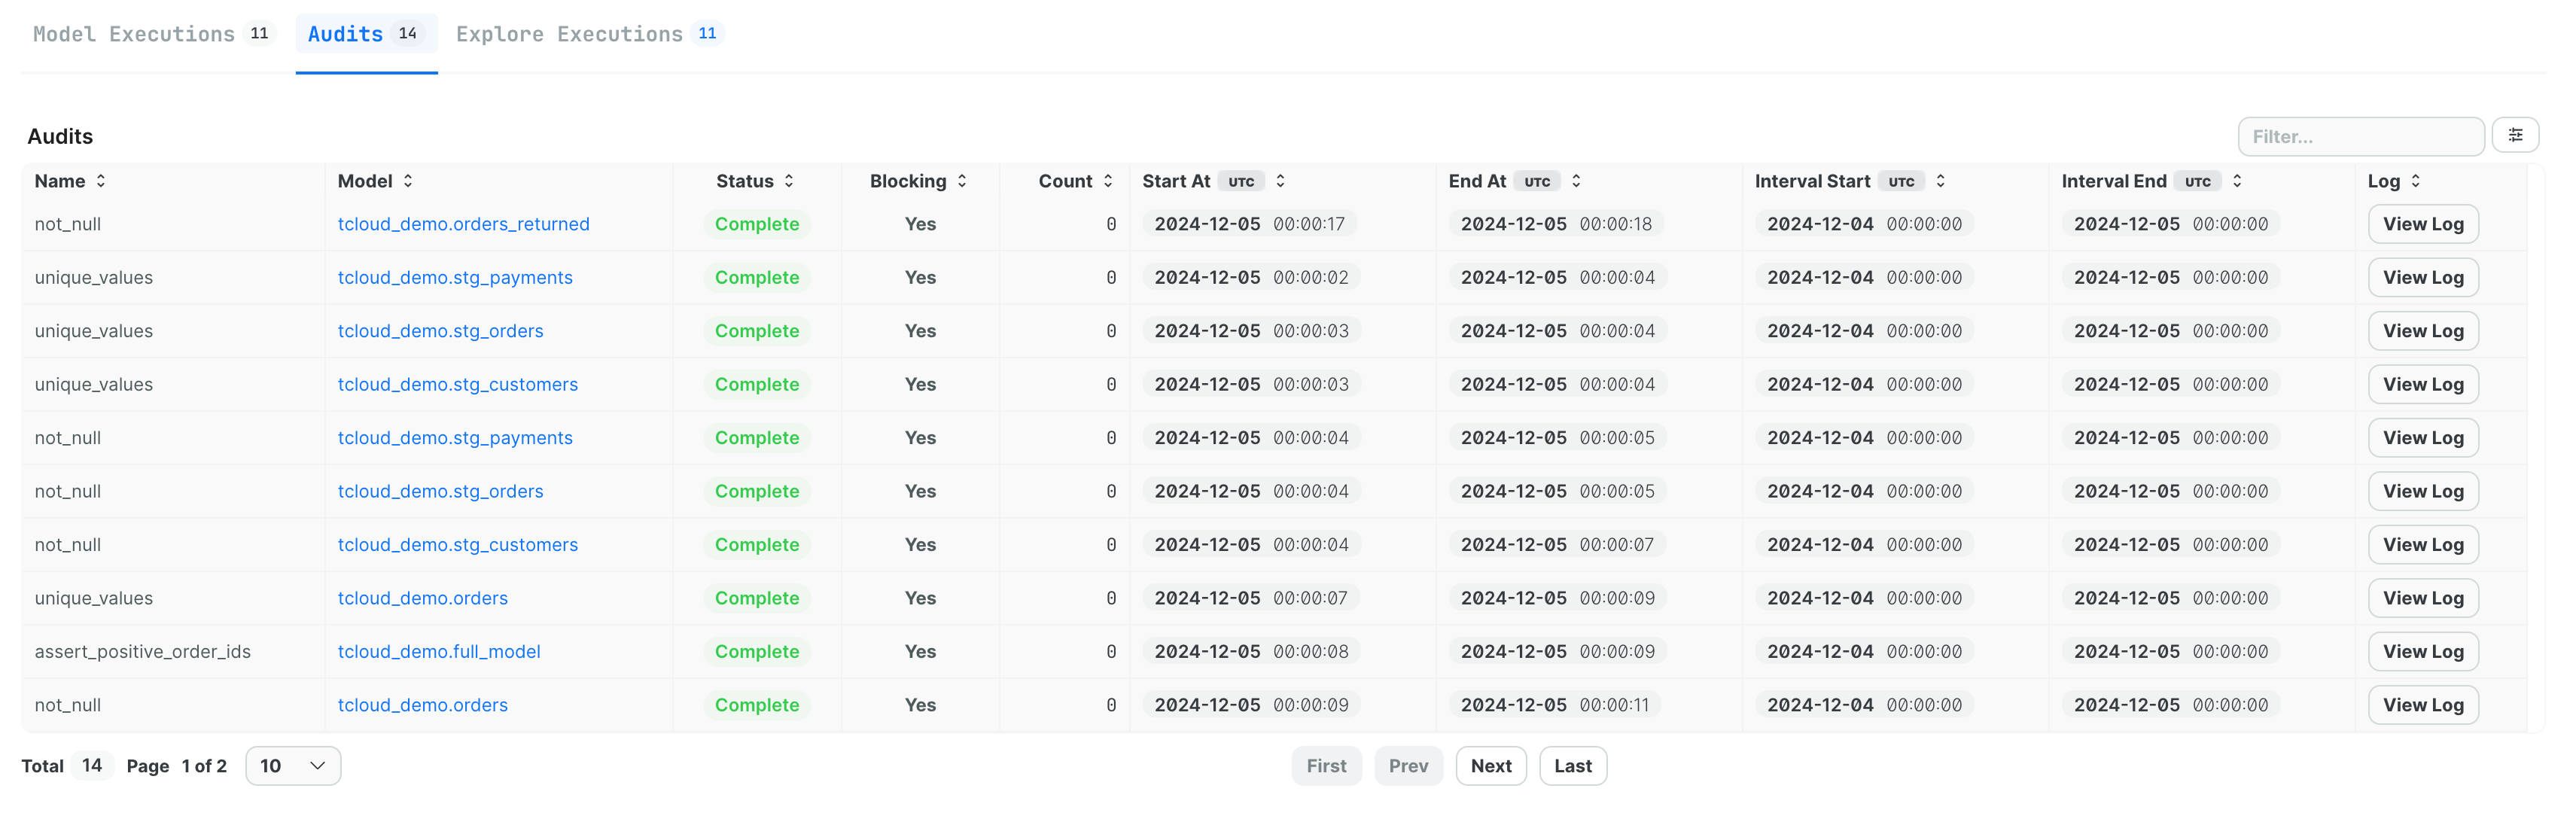 Model Executions 11 Audits 14 Explore Executions 11
Audits Filter...
Name Model Status Blocking Count Start At UTC End At UTC Interval Start UTC Interval End UTC Log
not_null tcloud_demo.orders_returned Complete Yes 0 2024-12-05 00:00:17 2024-12-05 00:00:18 2024-12-04 00:00:00 2024-12-05 00:00:00 View Log
unique_values tcloud_demo.stg_payments Complete Yes 0 2024-12-05 00:00:02 2024-12-05 00:00:04 2024-12-04 00:00:00 2024-12-05 00:00:00 View Log
unique_values tcloud_demo.stg_orders Complete Yes 0 2024-12-05 00:00:03 2024-12-05 00:00:04 2024-12-04 00:00:00 2024-12-05 00:00:00 View Log
unique_values tcloud_demo.stg_customers Complete Yes 0 2024-12-05 00:00:03 2024-12-05 00:00:04 2024-12-04 00:00:00 2024-12-05 00:00:00 View Log
not_null tcloud_demo.stg_payments Complete Yes 0 2024-12-05 00:00:04 2024-12-05 00:00:05 2024-12-04 00:00:00 2024-12-05 00:00:00 View Log
not_null tcloud_demo.stg_orders Complete Yes 0 2024-12-05 00:00:04 2024-12-05 00:00:05 2024-12-04 00:00:00 2024-12-05 00:00:00 View Log
not_null tcloud_demo.stg_customers Complete Yes 0 2024-12-05 00:00:04 2024-12-05 00:00:07 2024-12-04 00:00:00 2024-12-05 00:00:00 View Log
unique_values tcloud_demo.orders Complete Yes 0 2024-12-05 00:00:07 2024-12-05 00:00:09 2024-12-04 00:00:00 2024-12-05 00:00:00 View Log
assert_positive_order_ids tcloud_demo.full_model Complete Yes 0 2024-12-05 00:00:08 2024-12-05 00:00:09 2024-12-04 00:00:00 2024-12-05 00:00:00 View Log
not_null tcloud_demo.orders Complete Yes 0 2024-12-05 00:00:09 2024-12-05 00:00:11 2024-12-04 00:00:00 2024-12-05 00:00:00 View Log
Total 14 Page 1 of 2 10 First Prev Next Last